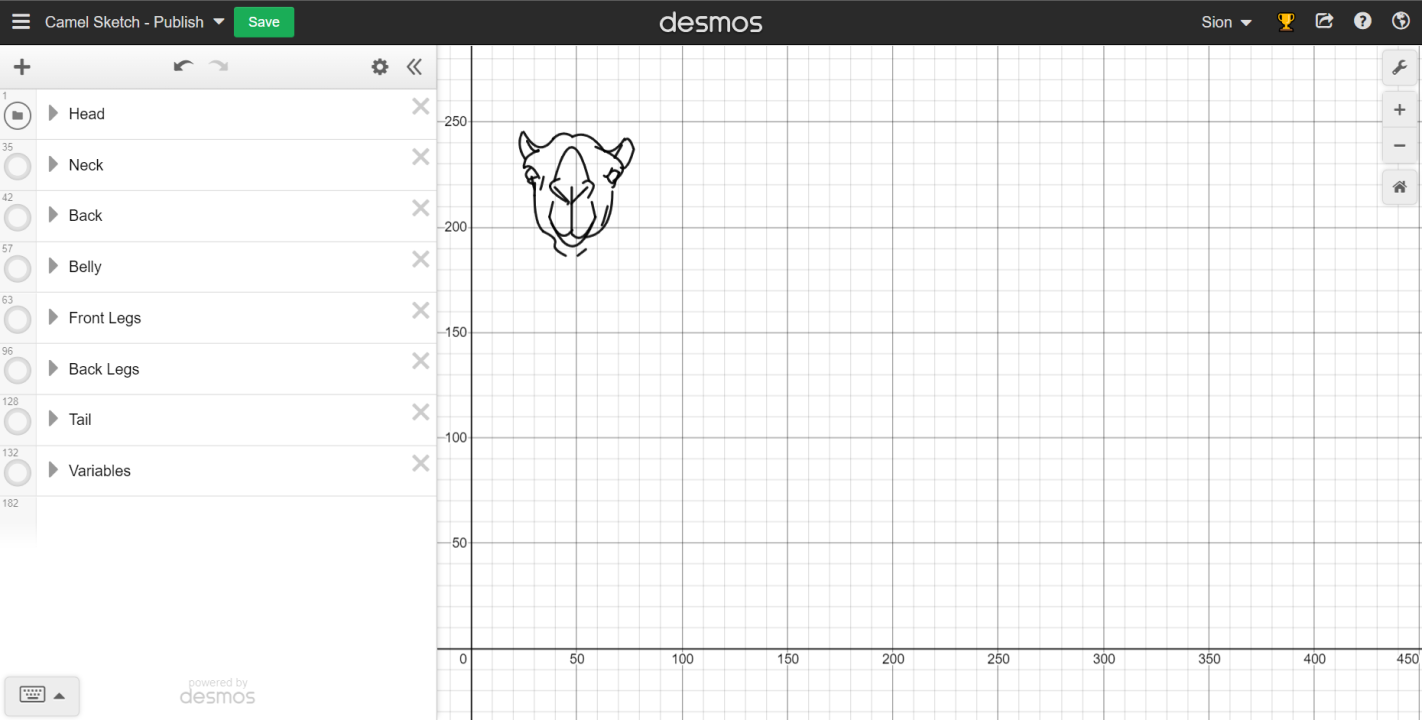 Camel Sketch - Publish
Save
desmos
Sion
1
Head
35
Neck
42
Back
57
Belly
63
Front Legs
96
Back Legs
128
Tail
132
Variables
182
powered by
desmos
250
200
150
100
50
0 50 100 150 200 250 300 350 400 450